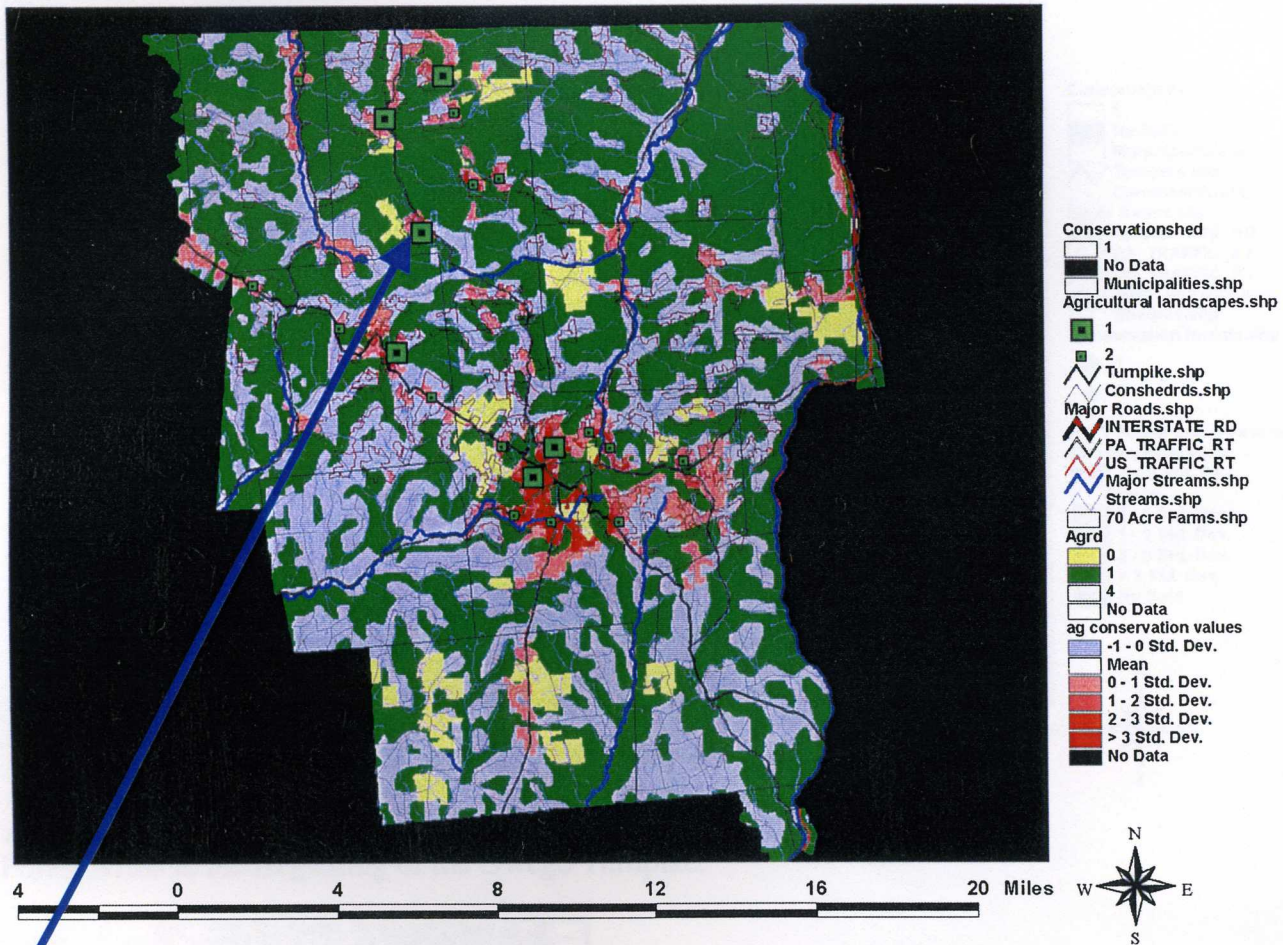 Conservationshed
1
No Data
Municipalities.shp
Agricultural landscapes.shp
1
2
Turnpike.shp
Conshedrds.shp
Major Roads.shp
INTERSTATE_RD
PA_TRAFFIC_RT
US_TRAFFIC_RT
Major Streams.shp
Streams.shp
70 Acre Farms.shp
Agrd
0
1
4
No Data
ag conservation values
-1 - 0 Std. Dev.
Mean
0 - 1 Std. Dev.
1 - 2 Std. Dev.
2 - 3 Std. Dev.
> 3 Std. Dev.
No Data
4 0 4 8 12 16 20 Miles
N
W E
S